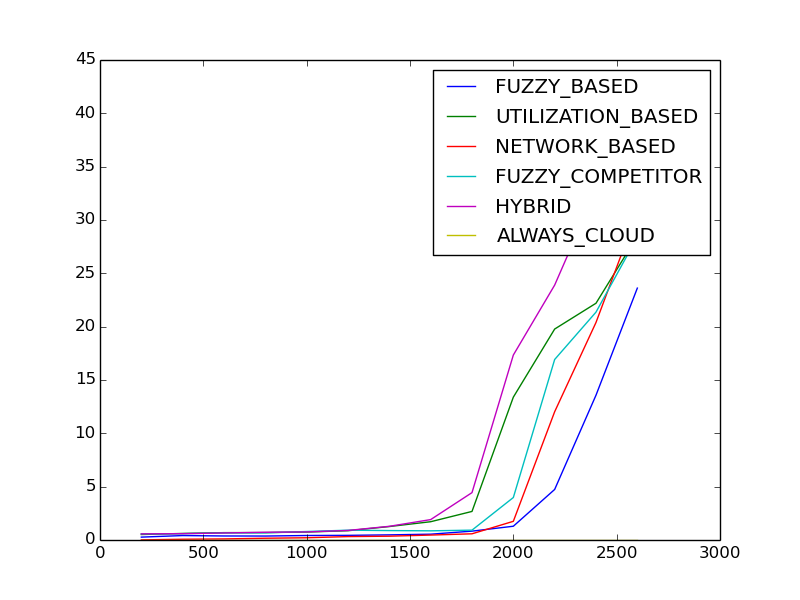 45
40
35
30
25
20
15
10
5
0
0 500 1000 1500 2000 2500 3000
FUZZY_BASED
UTILIZATION_BASED
NETWORK_BASED
FUZZY_COMPETITOR
HYBRID
ALWAYS_CLOUD